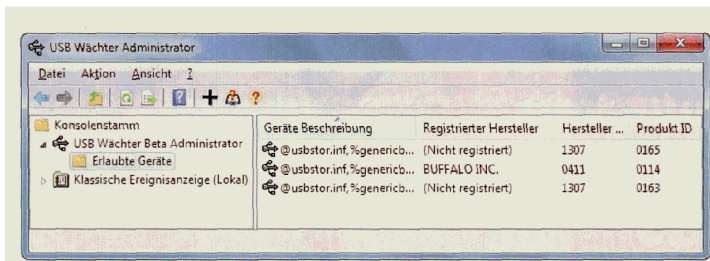 USB Wächter Administrator
Datei Aktion Ansicht ?
?
Konsolenstamm
USB Wächter Beta Administrator
Erlaubte Geräte
Klassische Ereignisanzeige (Lokal)
Geräte Beschreibung Registrierter Hersteller Hersteller ... Produkt ID
@usbstor.inf,%genericb... (Nicht registriert) 1307 0165
@usbstor.inf,%genericb... BUFFALO INC. 0411 0114
@usbstor.inf,%genericb... (Nicht registriert) 1307 0163